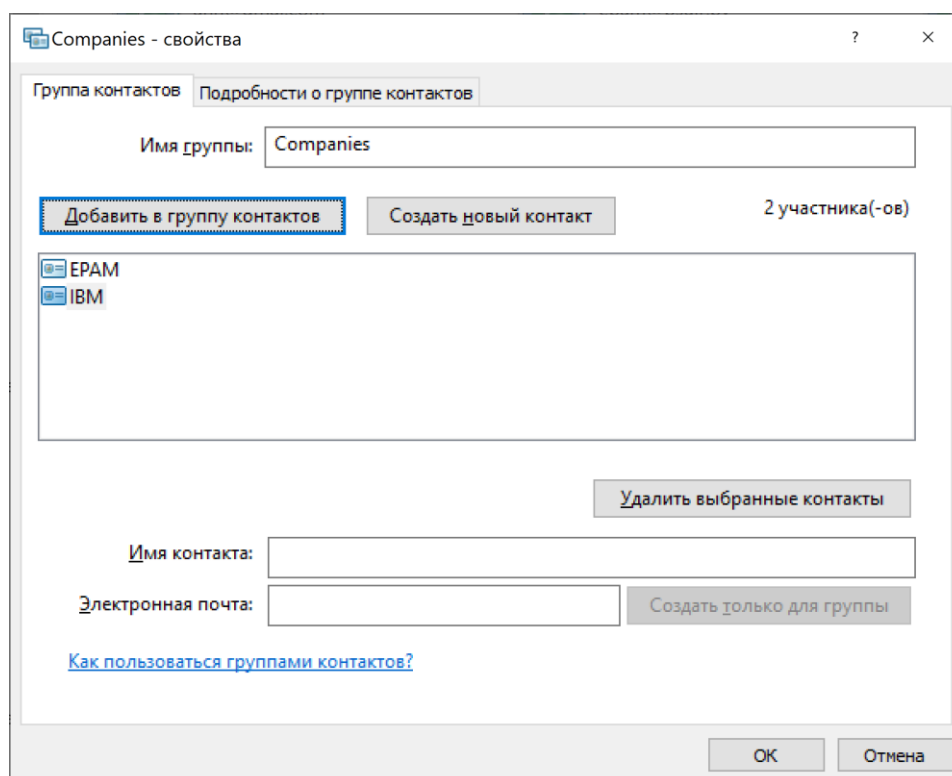 Companies - свойства
Группа контактов Подробности о группе контактов
Имя группы: Companies
Добавить в группу контактов Создать новый контакт 2 участника(-ов)
EPAM
IBM
Удалить выбранные контакты
Имя контакта:
Электронная почта: Создать только для группы
Как пользоваться группами контактов?
ОК Отмена